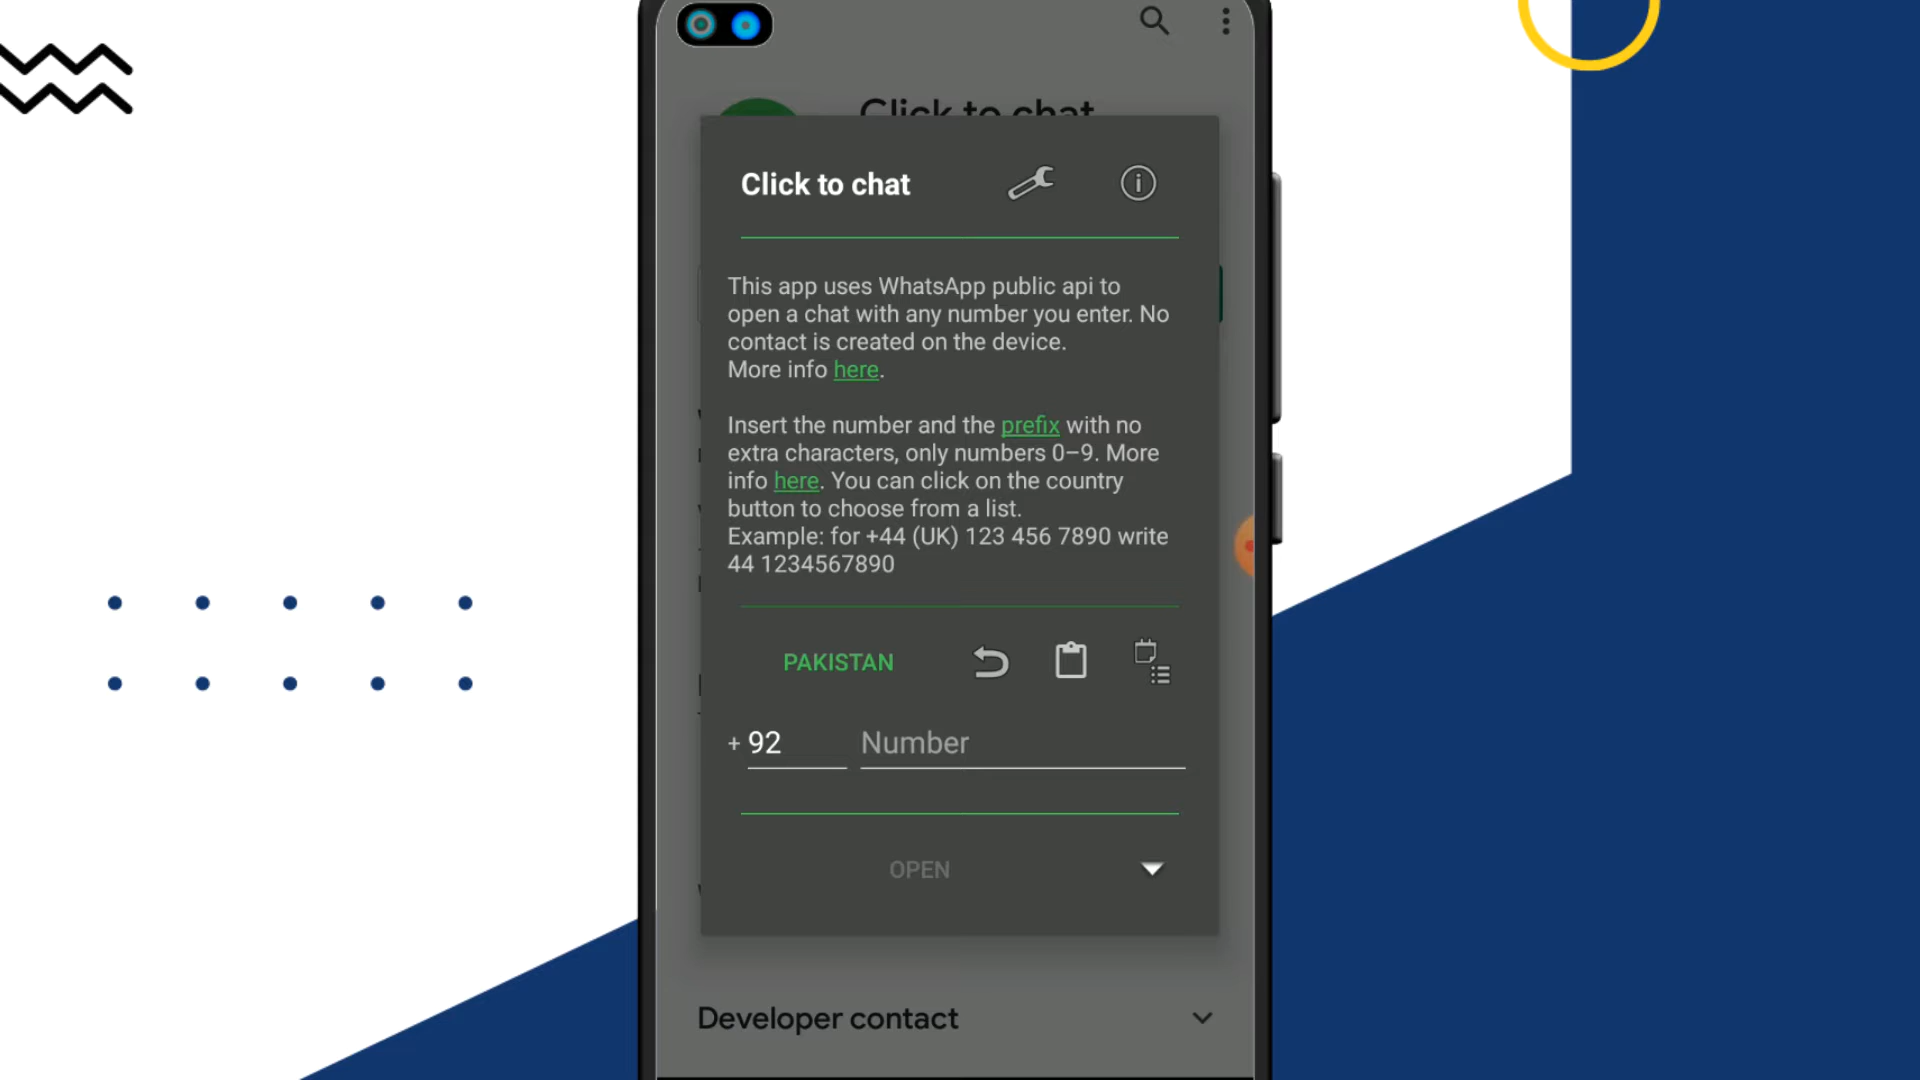 Click to chat
Click to chat
This app uses WhatsApp public api to
open a chat with any number you enter. No
contact is created on the device.
More info here.
Insert the number and the prefix with no
extra characters, only numbers 0–9. More
info here. You can click on the country
button to choose from a list.
Example: for +44 (UK) 123 456 7890 write
44 1234567890
PAKISTAN
+ 92 Number
OPEN
Developer contact